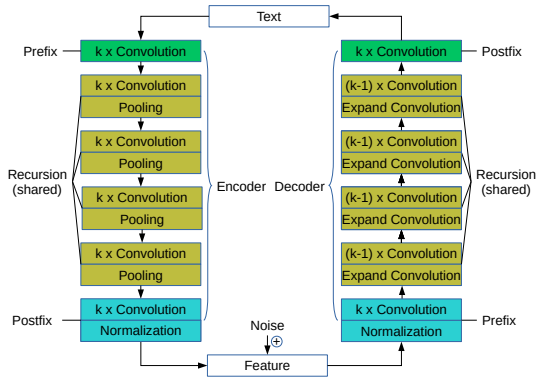 Text
Prefix
k x Convolution
k x Convolution
Pooling
k x Convolution
Pooling
k x Convolution
Pooling
k x Convolution
Pooling
Recursion
(shared)
Postfix
k x Convolution
Normalization
Encoder
Decoder
k x Convolution
Postfix
(k-1) x Convolution
Expand Convolution
(k-1) x Convolution
Expand Convolution
(k-1) x Convolution
Expand Convolution
(k-1) x Convolution
Expand Convolution
Recursion
(shared)
k x Convolution
Normalization
Prefix
Noise
+
Feature